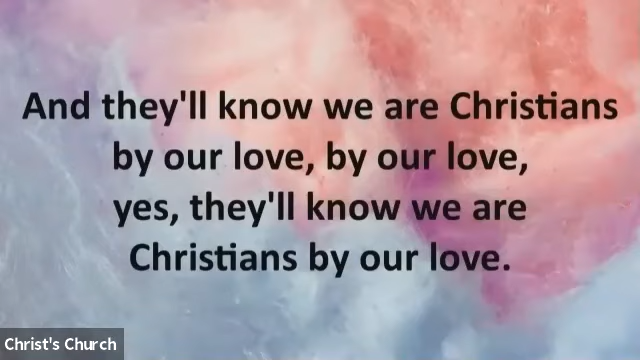 And they'll know we are Christians
by our love, by our love,
yes, they'll know we are
Christians by our love.
Christ's Church